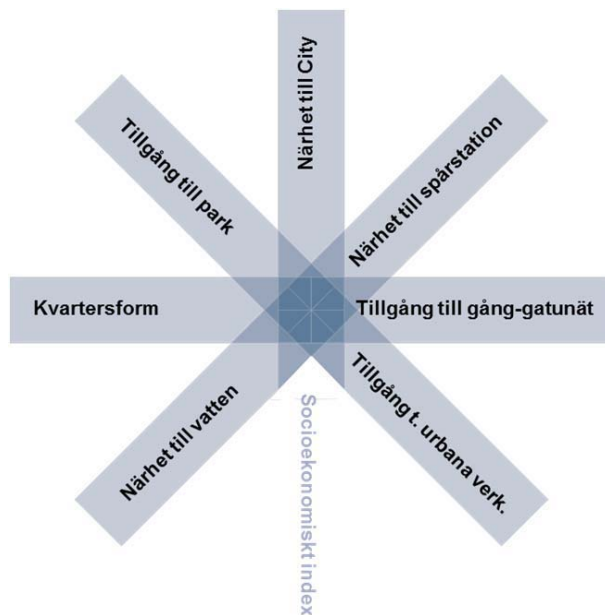 Närhet till City
Tillgång till park
Närhet till spårstation
Kvartersform
Tillgång till gång-gatunät
Närhet till vatten
Tillgång t. urbana verk.
Socioekonomiskt index